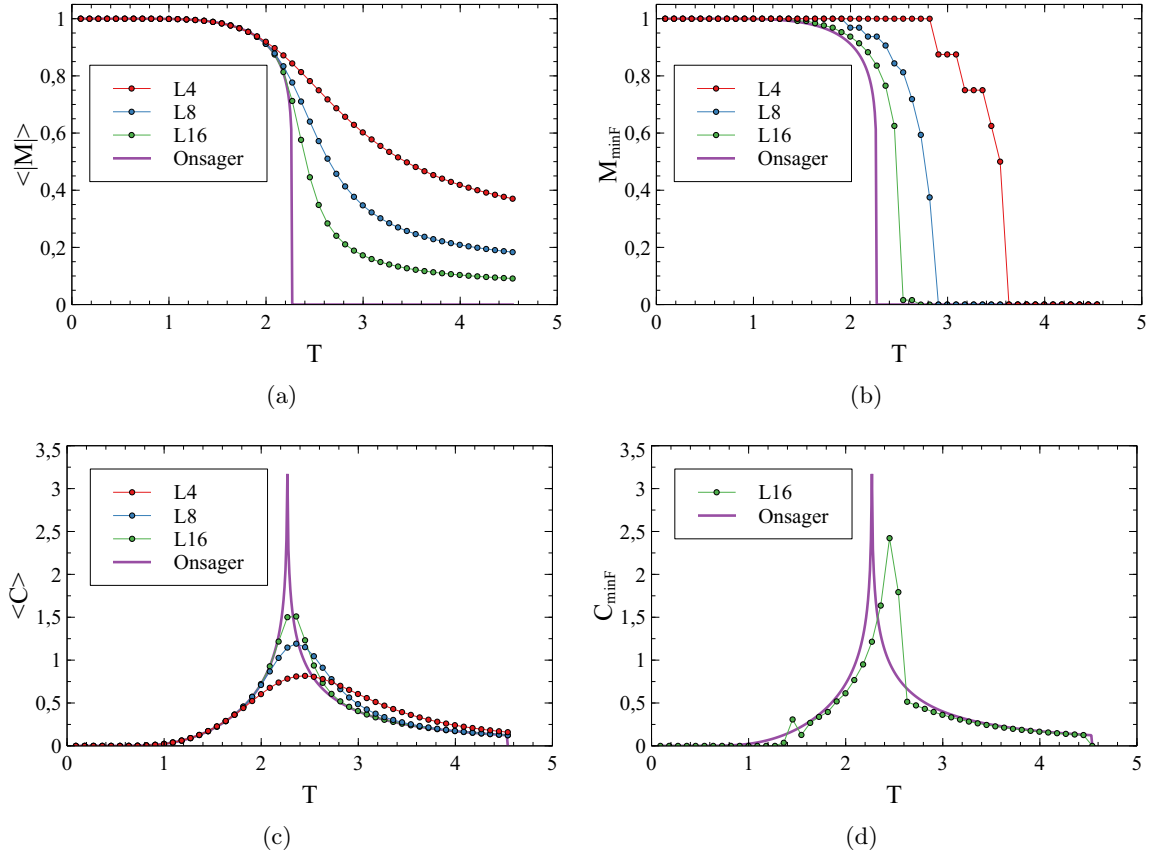 <|M|>
1
0,8
0,6
0,4
0,2
0
L4
L8
L16
Onsager
0 1 2 3 4 5
T
(a)
M_minF
1
0,8
0,6
0,4
0,2
0
L4
L8
L16
Onsager
0 1 2 3 4 5
T
(b)
<C>
3,5
3
2,5
2
1,5
1
0,5
0
L4
L8
L16
Onsager
0 1 2 3 4 5
T
(c)
C_minF
3,5
3
2,5
2
1,5
1
0,5
0
L16
Onsager
0 1 2 3 4 5
T
(d)